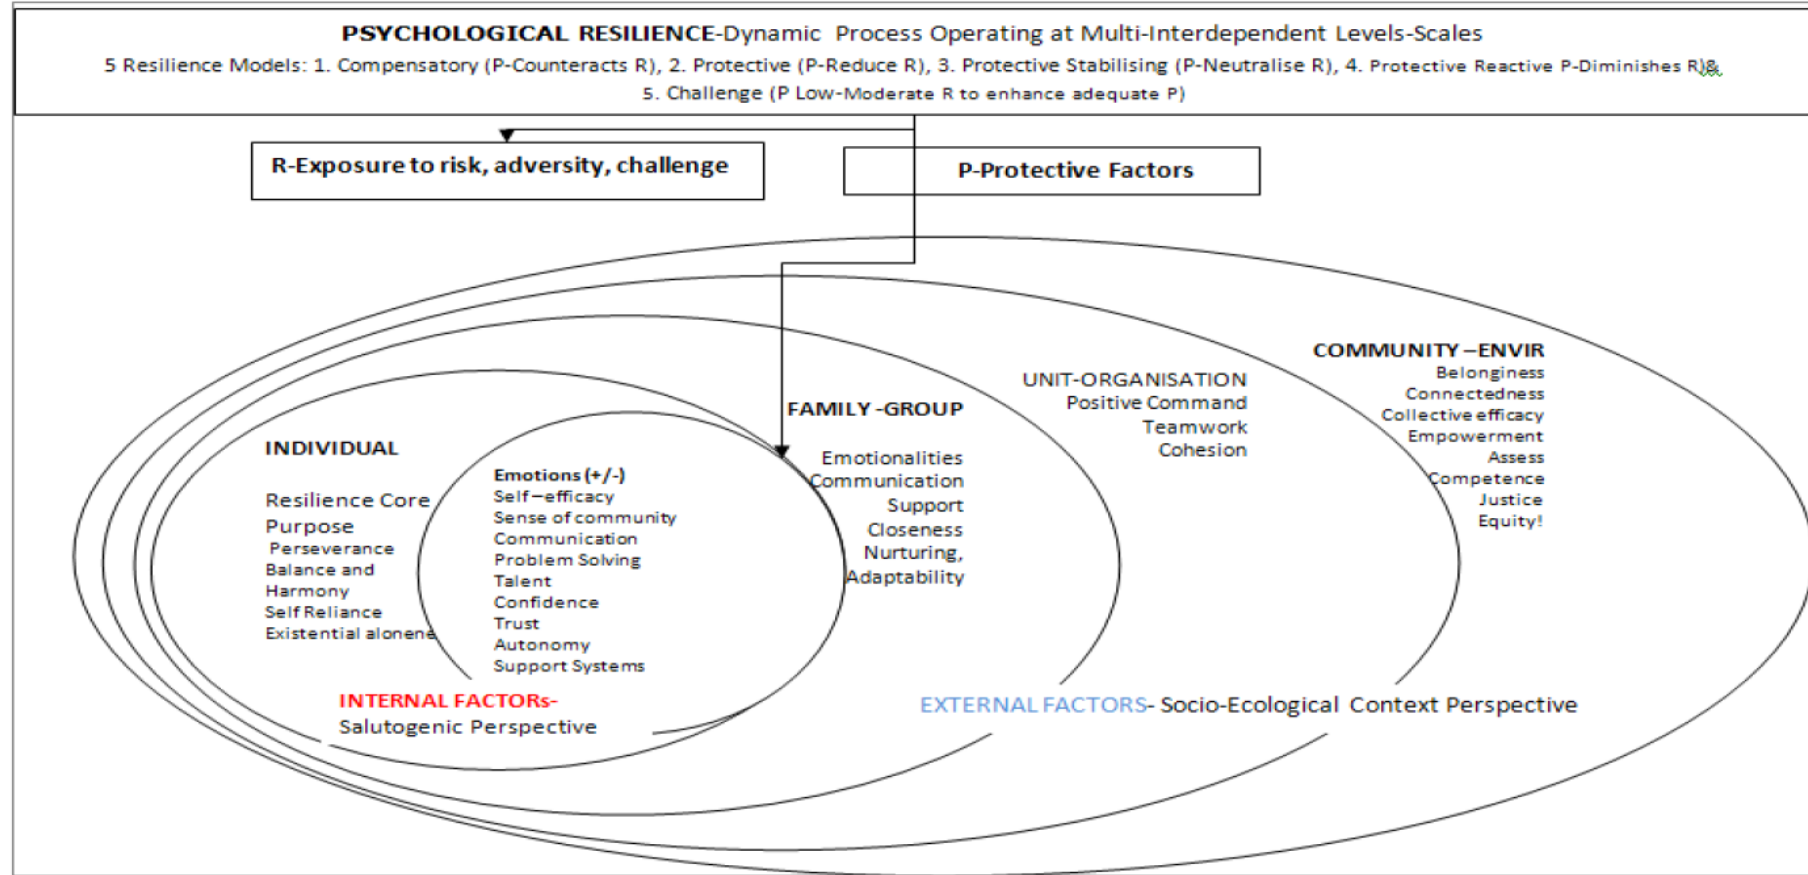 PSYCHOLOGICAL RESILIENCE-Dynamic Process Operating at Multi-Interdependent Levels-Scales
5 Resilience Models: 1. Compensatory (P-Counteracts R), 2. Protective (P-Reduce R), 3. Protective Stabilising (P-Neutralise R), 4. Protective Reactive P-Diminishes R)&
5. Challenge (P Low-Moderate R to enhance adequate P)
R-Exposure to risk, adversity, challenge
P-Protective Factors
INDIVIDUAL
Resilience Core
Purpose
Perseverance
Balance and
Harmony
Self Reliance
Existential alonene
Emotions (+/-)
Self–efficacy
Sense of community
Communication
Problem Solving
Talent
Confidence
Trust
Autonomy
Support Systems
FAMILY -GROUP
Emotionalities
Communication
Support
Closeness
Nurturing,
Adaptability
UNIT-ORGANISATION
Positive Command
Teamwork
Cohesion
COMMUNITY –ENVIR
Belonginess
Connectedness
Collective efficacy
Empowerment
Assess
Competence
Justice
Equity!
INTERNAL FACTORs-
Salutogenic Perspective
EXTERNAL FACTORS- Socio-Ecological Context Perspective